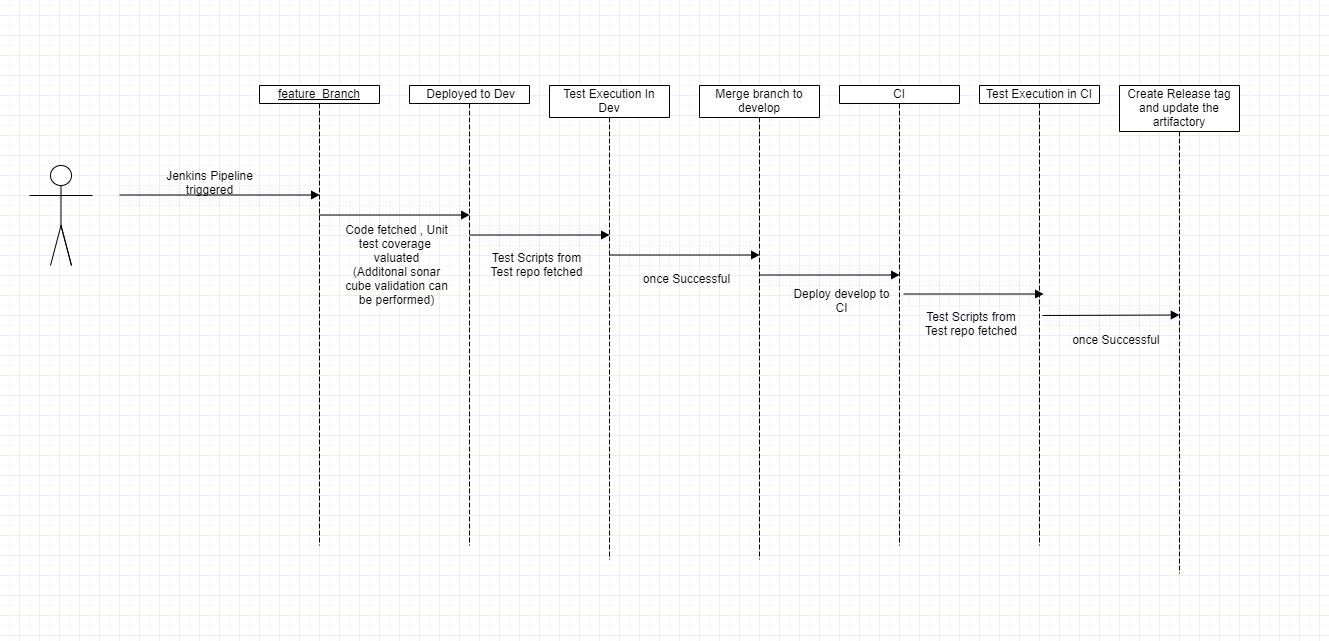 feature_Branch
Deployed to Dev
Test Execution In
Dev
Merge branch to
develop
CI
Test Execution in CI
Create Release tag
and update the
artifactory
Jenkins Pipeline
triggered
Code fetched , Unit
test coverage
valuated
(Additonal sonar
cube validation can
be performed)
Test Scripts from
Test repo fetched
once Successful
Deploy develop to
CI
Test Scripts from
Test repo fetched
once Successful